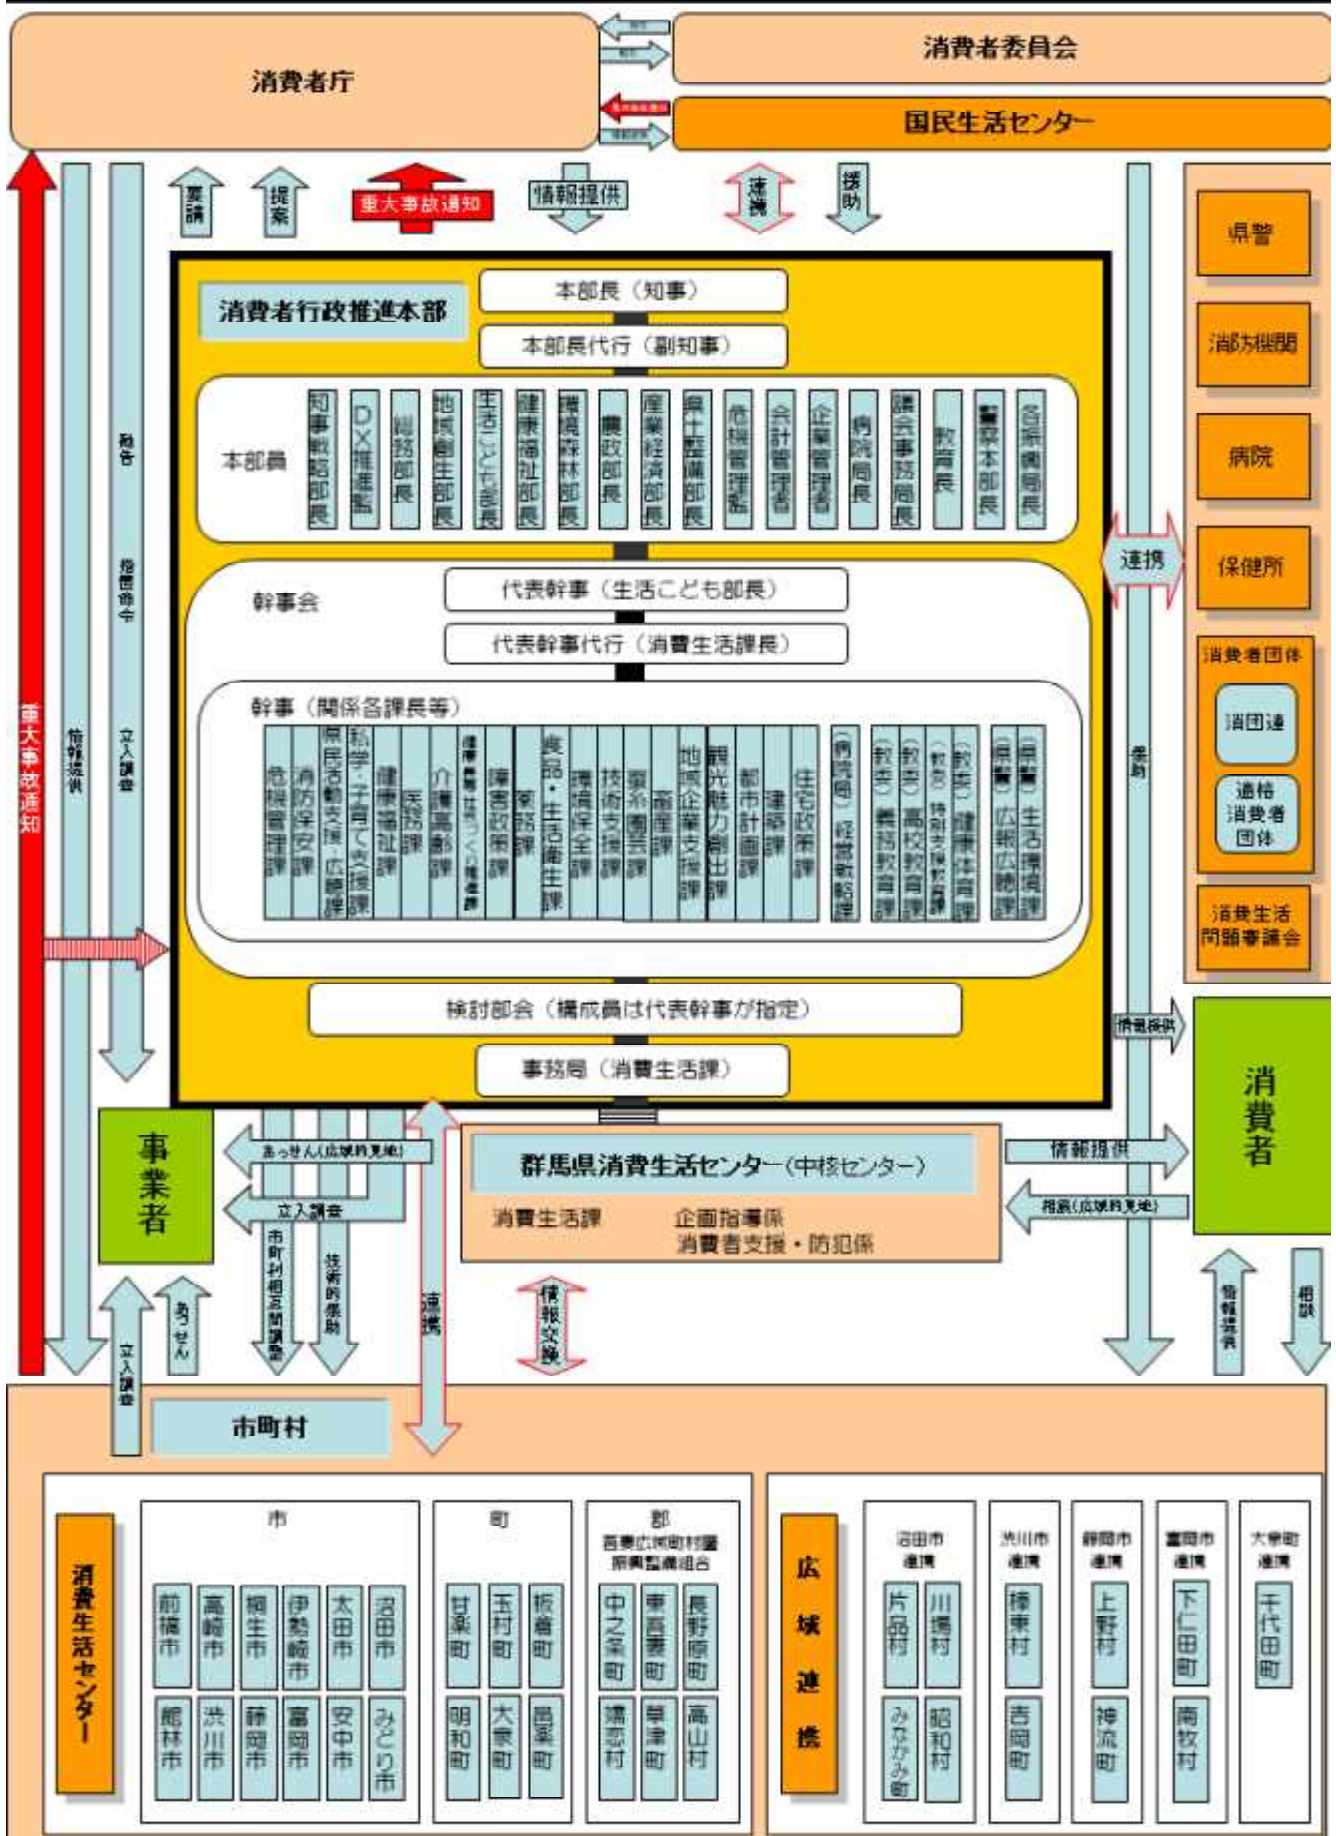 消費者庁
消費者委員会
国民生活センター
要請
提案
重大事故通知
情報提供
連携
援助
県警
消防機関
病院
保健所
消費者団体
消団連
適格
消費者
団体
消費生活
問題審議会
消費者行政推進本部
本部長（知事）
本部長代行（副知事）
本部員
知事戦略部長
ＤＸ推進監
総務部長
地域創生部長
生活こども部長
健康福祉部長
環境森林部長
農政部長
産業経済部長
県土整備部長
危機管理監
会計管理者
企業管理者
病院局長
議会事務局長
教育長
警察本部長
各振興局長
連携
幹事会
代表幹事（生活こども部長）
代表幹事代行（消費生活課長）
幹事（関係各課長等）
危機管理課
消防保安課
県民活動支援・広聴課
私学・子育て支援課
健康福祉課
医務課
介護高齢課
障害政策課
薬務課
食品・生活衛生課
環境保全課
技術支援課
蚕糸園芸課
畜産課
地域企業支援課
観光魅力創出課
都市計画課
建築課
住宅政策課
（病院局）経営戦略課
（教委）義務教育課
（教委）高校教育課
（教委）特別支援教育課
（教委）健康体育課
（県警）広報広聴課
（県警）生活環境課
検討部会（構成員は代表幹事が指定）
事務局（消費生活課）
重大事故通知
情報提供
立入調査
援助
情報提供
消費者
事業者
あっせん(広域的見地)
立入調査
市町村相互間調整
技術的援助
連携
群馬県消費生活センター(中核センター)
消費生活課　企画指導係
消費者支援・防犯係
情報提供
相談(広域的見地)
情報交換
立入調査
あっせん
情報提供
相談
市町村
消費生活センター
市
前橋市
高崎市
桐生市
伊勢崎市
太田市
沼田市
館林市
渋川市
藤岡市
富岡市
安中市
みどり市
町
甘楽町
玉村町
板倉町
明和町
大泉町
邑楽町
郡
吾妻広域町村圏
振興整備組合
中之条町
東吾妻町
長野原町
嬬恋村
草津町
高山村
広域連携
沼田市
連携
片品村
川場村
みなかみ町
昭和村
渋川市
連携
榛東村
吉岡町
連携
上野村
神流町
富岡市
連携
下仁田町
南牧村
大泉町
連携
千代田町